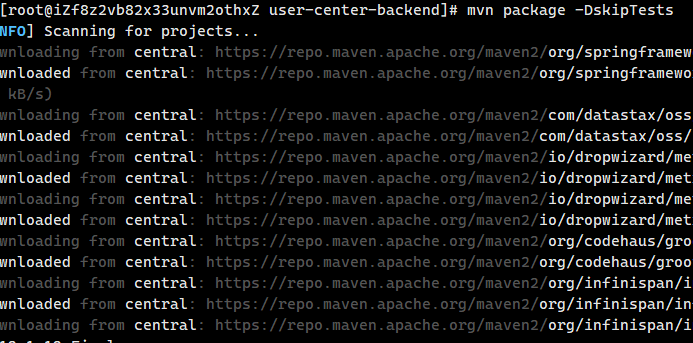 [root@iZf8z2vb82x33unvm2othxZ user-center-backend]# mvn package -DskipTests
NFO] Scanning for projects...
wnloading from central: https://repo.maven.apache.org/maven2/org/springframew
wnloaded from central: https://repo.maven.apache.org/maven2/org/springframewo
kB/s)
wnloading from central: https://repo.maven.apache.org/maven2/com/datastax/oss
wnloaded from central: https://repo.maven.apache.org/maven2/com/datastax/oss/
wnloading from central: https://repo.maven.apache.org/maven2/io/dropwizard/me
wnloaded from central: https://repo.maven.apache.org/maven2/io/dropwizard/met
wnloading from central: https://repo.maven.apache.org/maven2/io/dropwizard/me
wnloaded from central: https://repo.maven.apache.org/maven2/io/dropwizard/met
wnloading from central: https://repo.maven.apache.org/maven2/org/codehaus/gro
wnloaded from central: https://repo.maven.apache.org/maven2/org/codehaus/groo
wnloading from central: https://repo.maven.apache.org/maven2/org/infinispan/i
wnloaded from central: https://repo.maven.apache.org/maven2/org/infinispan/in
wnloading from central: https://repo.maven.apache.org/maven2/org/infinispan/i